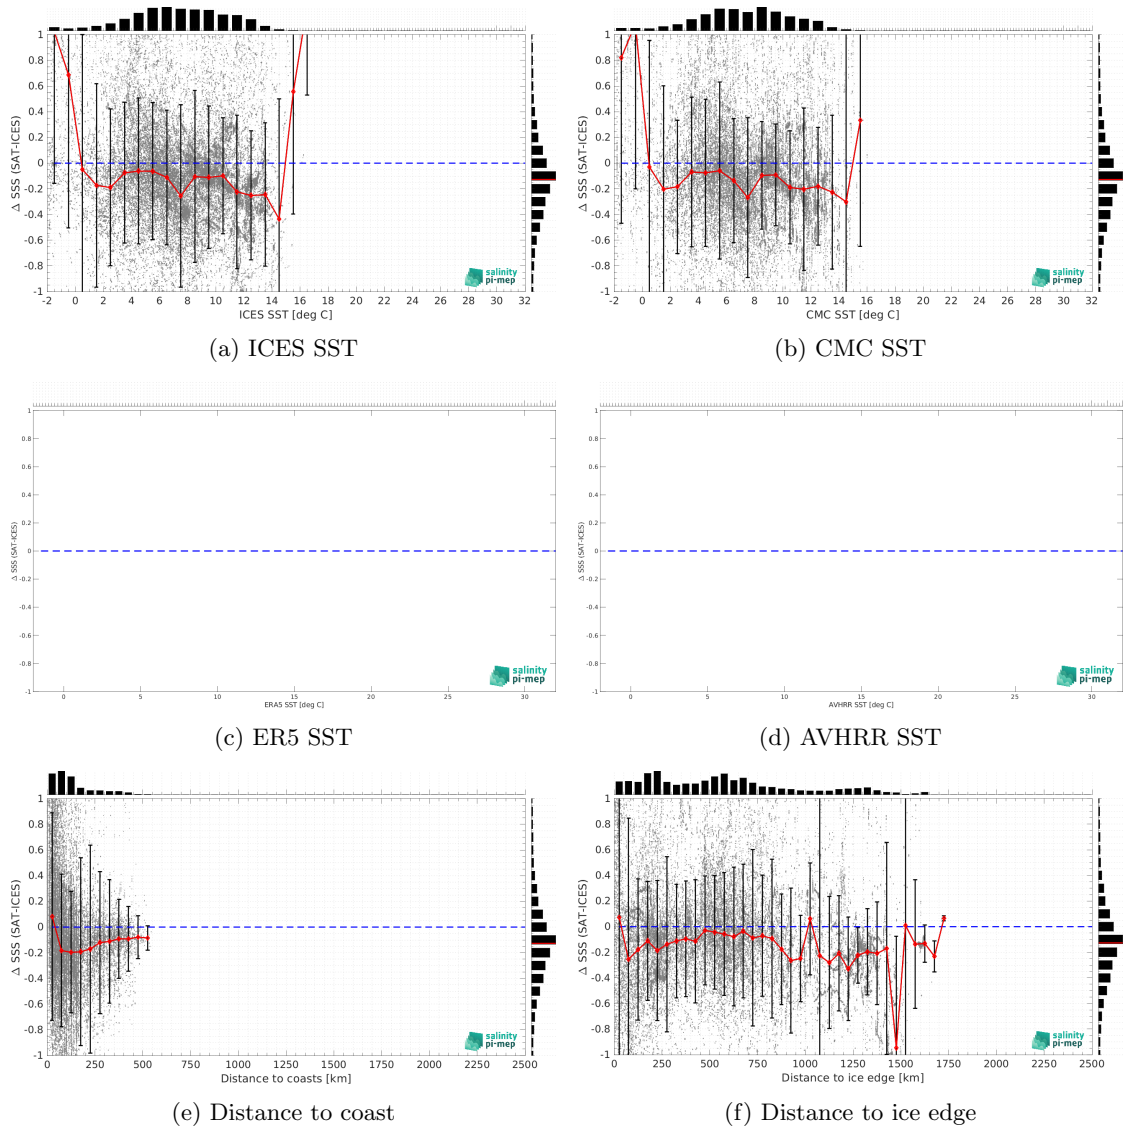 1
0.8
0.6
0.4
0.2
0
-0.2
-0.4
-0.6
-0.8
-1
Δ SSS (SAT-ICES)
-2 0 2 4 6 8 10 12 14 16 18 20 22 24 26 28 30 32
ICES SST [deg C]
salinity
pi-mep
(a) ICES SST
1
0.8
0.6
0.4
0.2
0
-0.2
-0.4
-0.6
-0.8
-1
Δ SSS (SAT-ICES)
-2 0 2 4 6 8 10 12 14 16 18 20 22 24 26 28 30 32
CMC SST [deg C]
salinity
pi-mep
(b) CMC SST
1
0.8
0.6
0.4
0.2
0
-0.2
-0.4
-0.6
-0.8
-1
Δ SSS (SAT-ICES)
0 5 10 15 20 25 30
ERA5 SST [deg C]
salinity
pi-mep
(c) ER5 SST
1
0.8
0.6
0.4
0.2
0
-0.2
-0.4
-0.6
-0.8
-1
Δ SSS (SAT-ICES)
0 5 10 15 20 25 30
AVHRR SST [deg C]
salinity
pi-mep
(d) AVHRR SST
1
0.8
0.6
0.4
0.2
0
-0.2
-0.4
-0.6
-0.8
-1
Δ SSS (SAT-ICES)
0 250 500 750 1000 1250 1500 1750 2000 2250 2500
Distance to coasts [km]
salinity
pi-mep
(e) Distance to coast
1
0.8
0.6
0.4
0.2
0
-0.2
-0.4
-0.6
-0.8
-1
Δ SSS (SAT-ICES)
0 250 500 750 1000 1250 1500 1750 2000 2250 2500
Distance to ice edge [km]
salinity
pi-mep
(f) Distance to ice edge